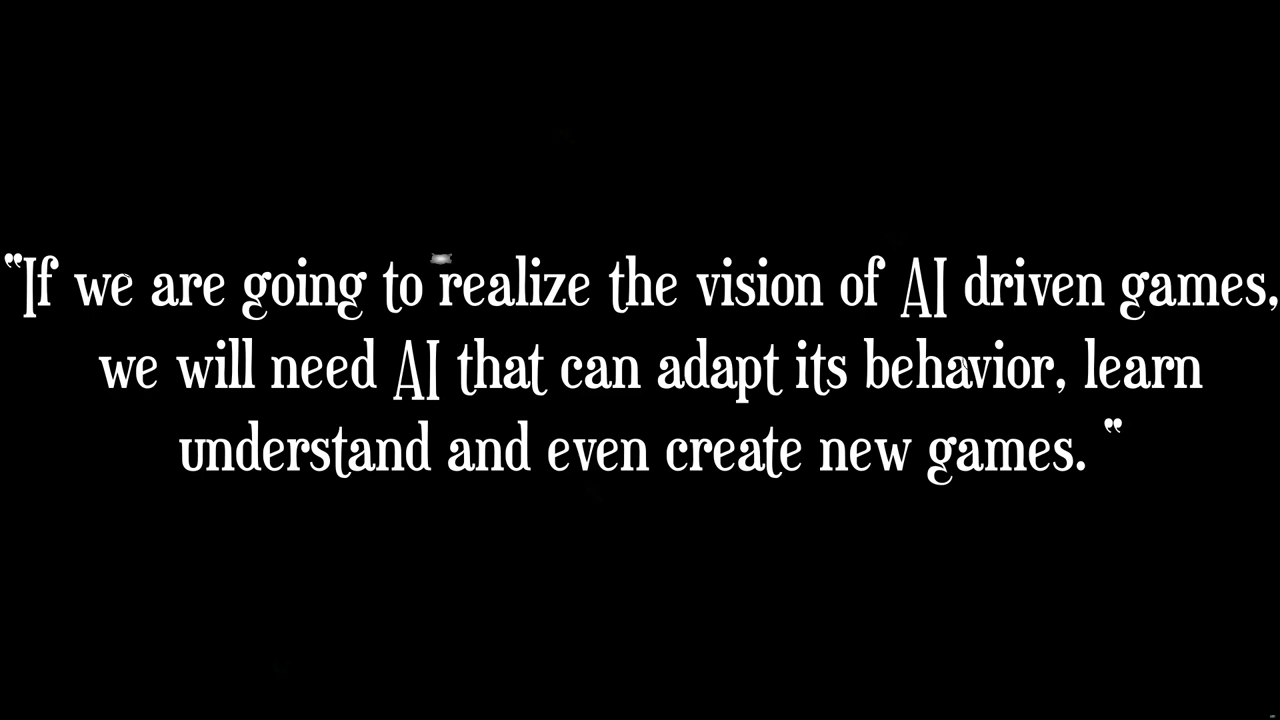 "If we are going to realize the vision of AI driven games,
we will need AI that can adapt its behavior, learn
understand and even create new games. "